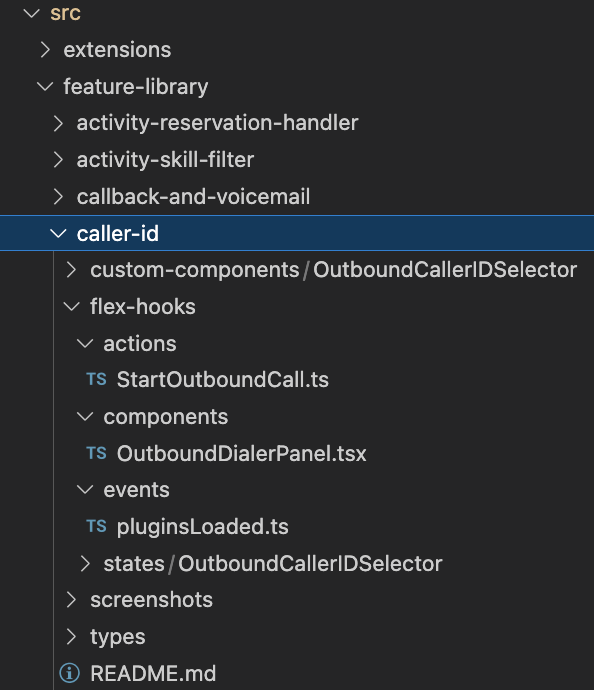 src
extensions
feature-library
activity-reservation-handler
activity-skill-filter
callback-and-voicemail
caller-id
custom-components/OutboundCallerIDSelector
flex-hooks
actions
TS StartOutboundCall.ts
components
TS OutboundDialerPanel.tsx
events
TS pluginsLoaded.ts
states/OutboundCallerIDSelector
screenshots
types
README.md